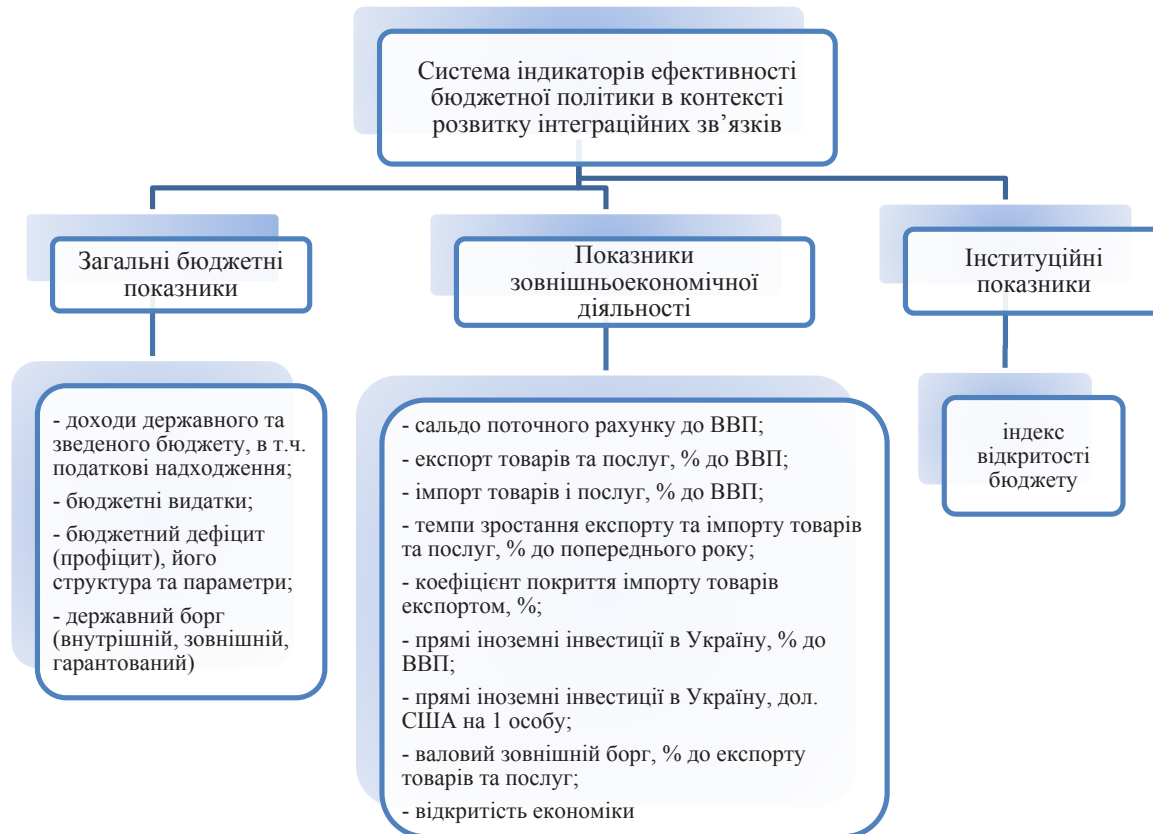 Система індикаторів ефективності
бюджетної політики в контексті
розвитку інтеграційних зв’язків
Загальні бюджетні
показники
- доходи державного та
зведеного бюджету, в т.ч.
податкові надходження;
- бюджетні видатки;
- бюджетний дефіцит
(профіцит), його
структура та параметри;
- державний борг
(внутрішній, зовнішній,
гарантований)
Показники
зовнішньоекономічної
діяльності
- сальдо поточного рахунку до ВВП;
- експорт товарів та послуг, % до ВВП;
- імпорт товарів і послуг, % до ВВП;
- темпи зростання експорту та імпорту товарів
та послуг, % до попереднього року;
- коефіцієнт покриття імпорту товарів
експортом, %;
- прямі іноземні інвестиції в Україну, % до
ВВП;
- прямі іноземні інвестиції в Україну, дол.
США на 1 особу;
- валовий зовнішній борг, % до експорту
товарів та послуг;
- відкритість економіки
Інституційні
показники
індекс
відкритості
бюджету